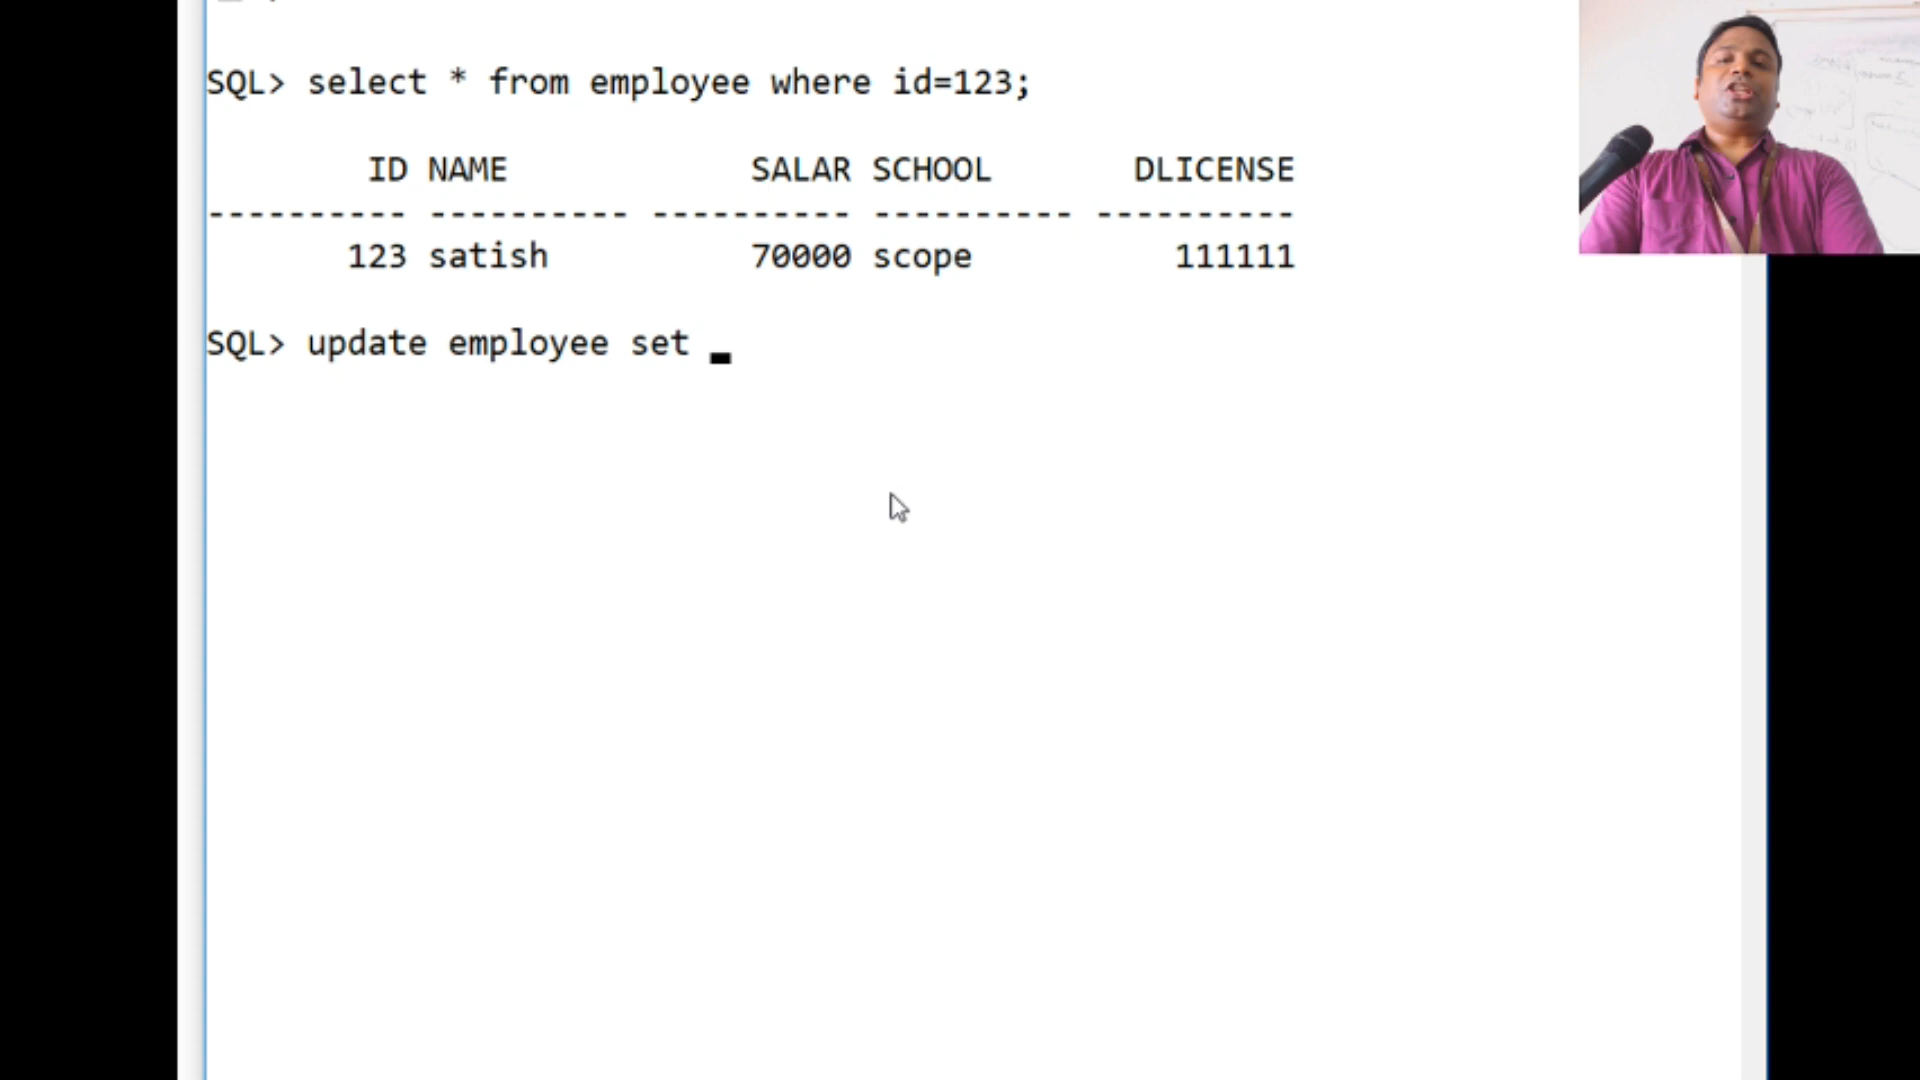 SQL> select * from employee where id=123;
ID NAME SALAR SCHOOL DLICENSE
---------- ---------- ---------- ---------- ----------
123 satish 70000 scope 111111
SQL> update employee set